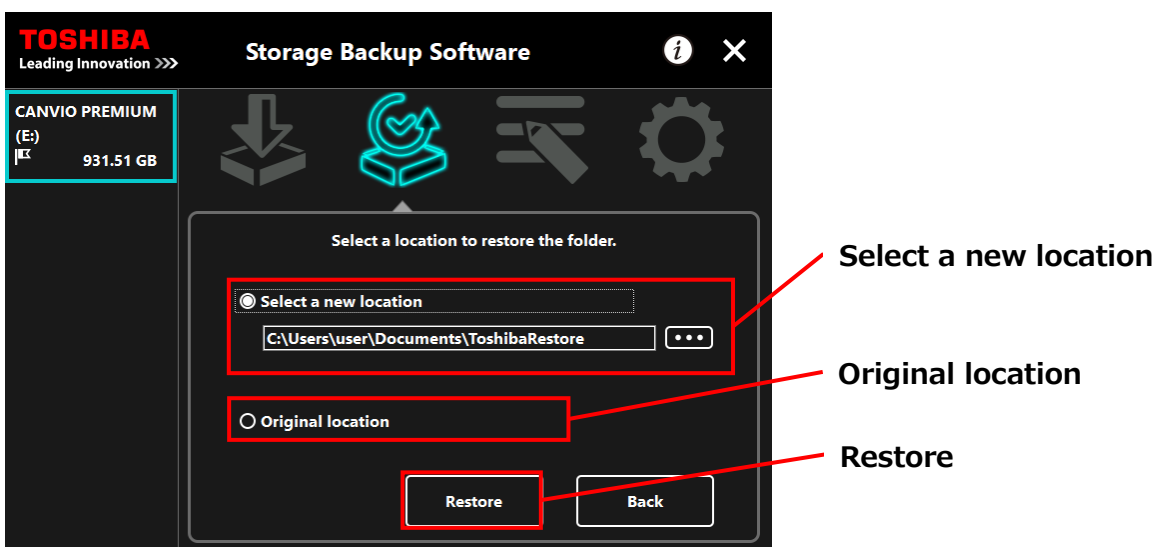 TOSHIBA
Leading Innovation >>>
Storage Backup Software
i
CANVIO PREMIUM
(E:)
931.51 GB
Select a location to restore the folder.
Select a new location
C:\Users\user\Documents\ToshibaRestore
Original location
Restore
Back
Select a new location
Original location
Restore